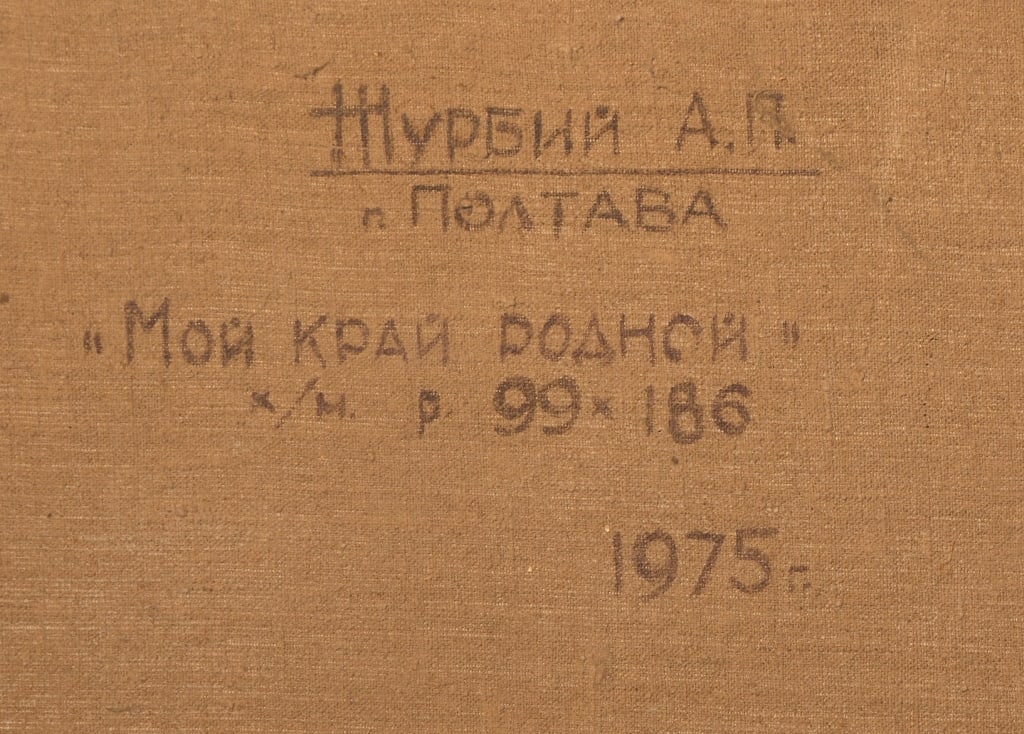 Журбий А.П.
г. Полтава
"Мой край родной"
х/м. р. 99 × 186
1975 г.